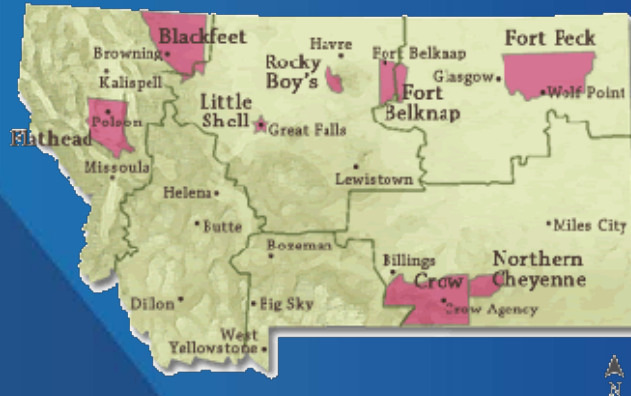 Blackfeet
Browning
Kalispell
Havre
Rocky
Boy's
Fort Belknap
Fort
Belknap
Fort Peck
Glasgow
Wolf Point
Little
Shell
Great Falls
Polson
Flathead
Missoula
Lewistown
Helena
Butte
Miles City
Bozeman
Billings
Northern
Cheyenne
Crow
Crow Agency
Dillon
Big Sky
West
Yellowstone
N